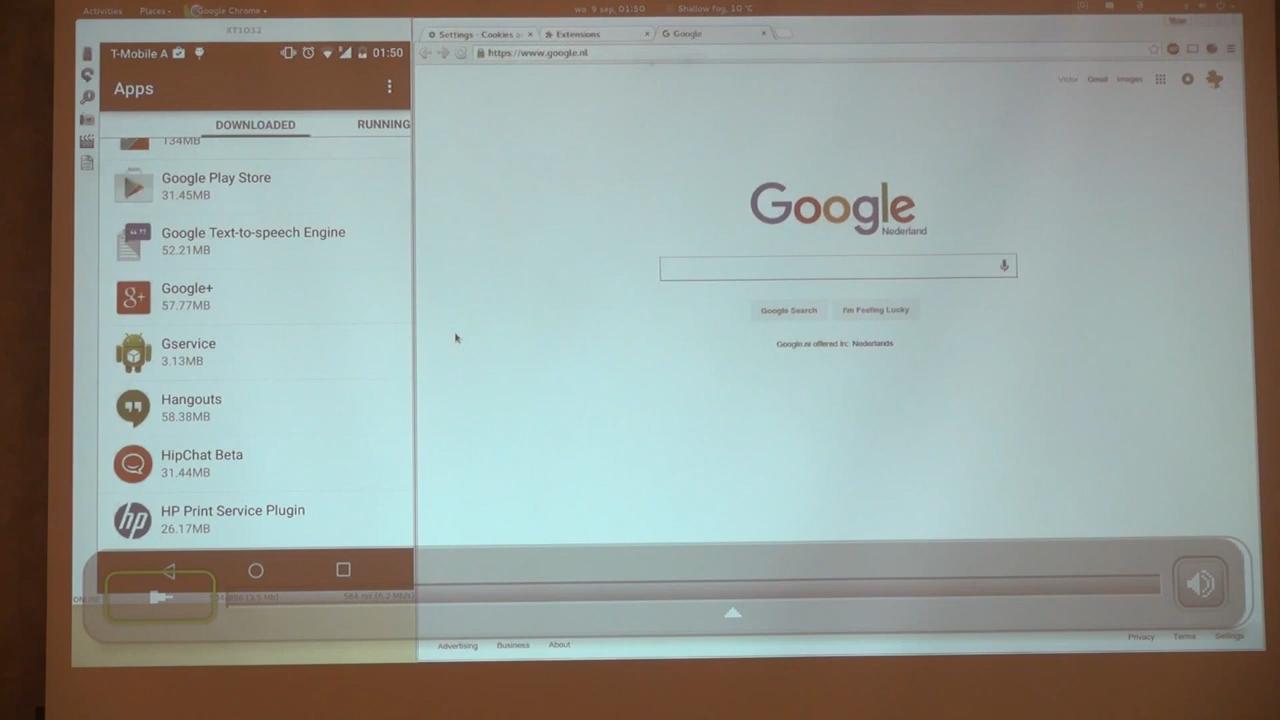 Activities Places Google Chrome wo 9 sep, 01:50 Shallow fog, 10 °C
XT1032
T-Mobile A 01:50
Apps
DOWNLOADED RUNNING
134MB
Google Play Store
31.45MB
Google Text-to-speech Engine
52.21MB
Google+
57.77MB
Gservice
3.13MB
Hangouts
58.38MB
HipChat Beta
31.44MB
HP Print Service Plugin
26.17MB
Settings - Cookies Extensions Google
https://www.google.nl
Victor Gmail Images
Google
Nederland
Google Search I'm Feeling Lucky
Google.nl offered in: Nederlands
Advertising Business About
Privacy Terms Settings